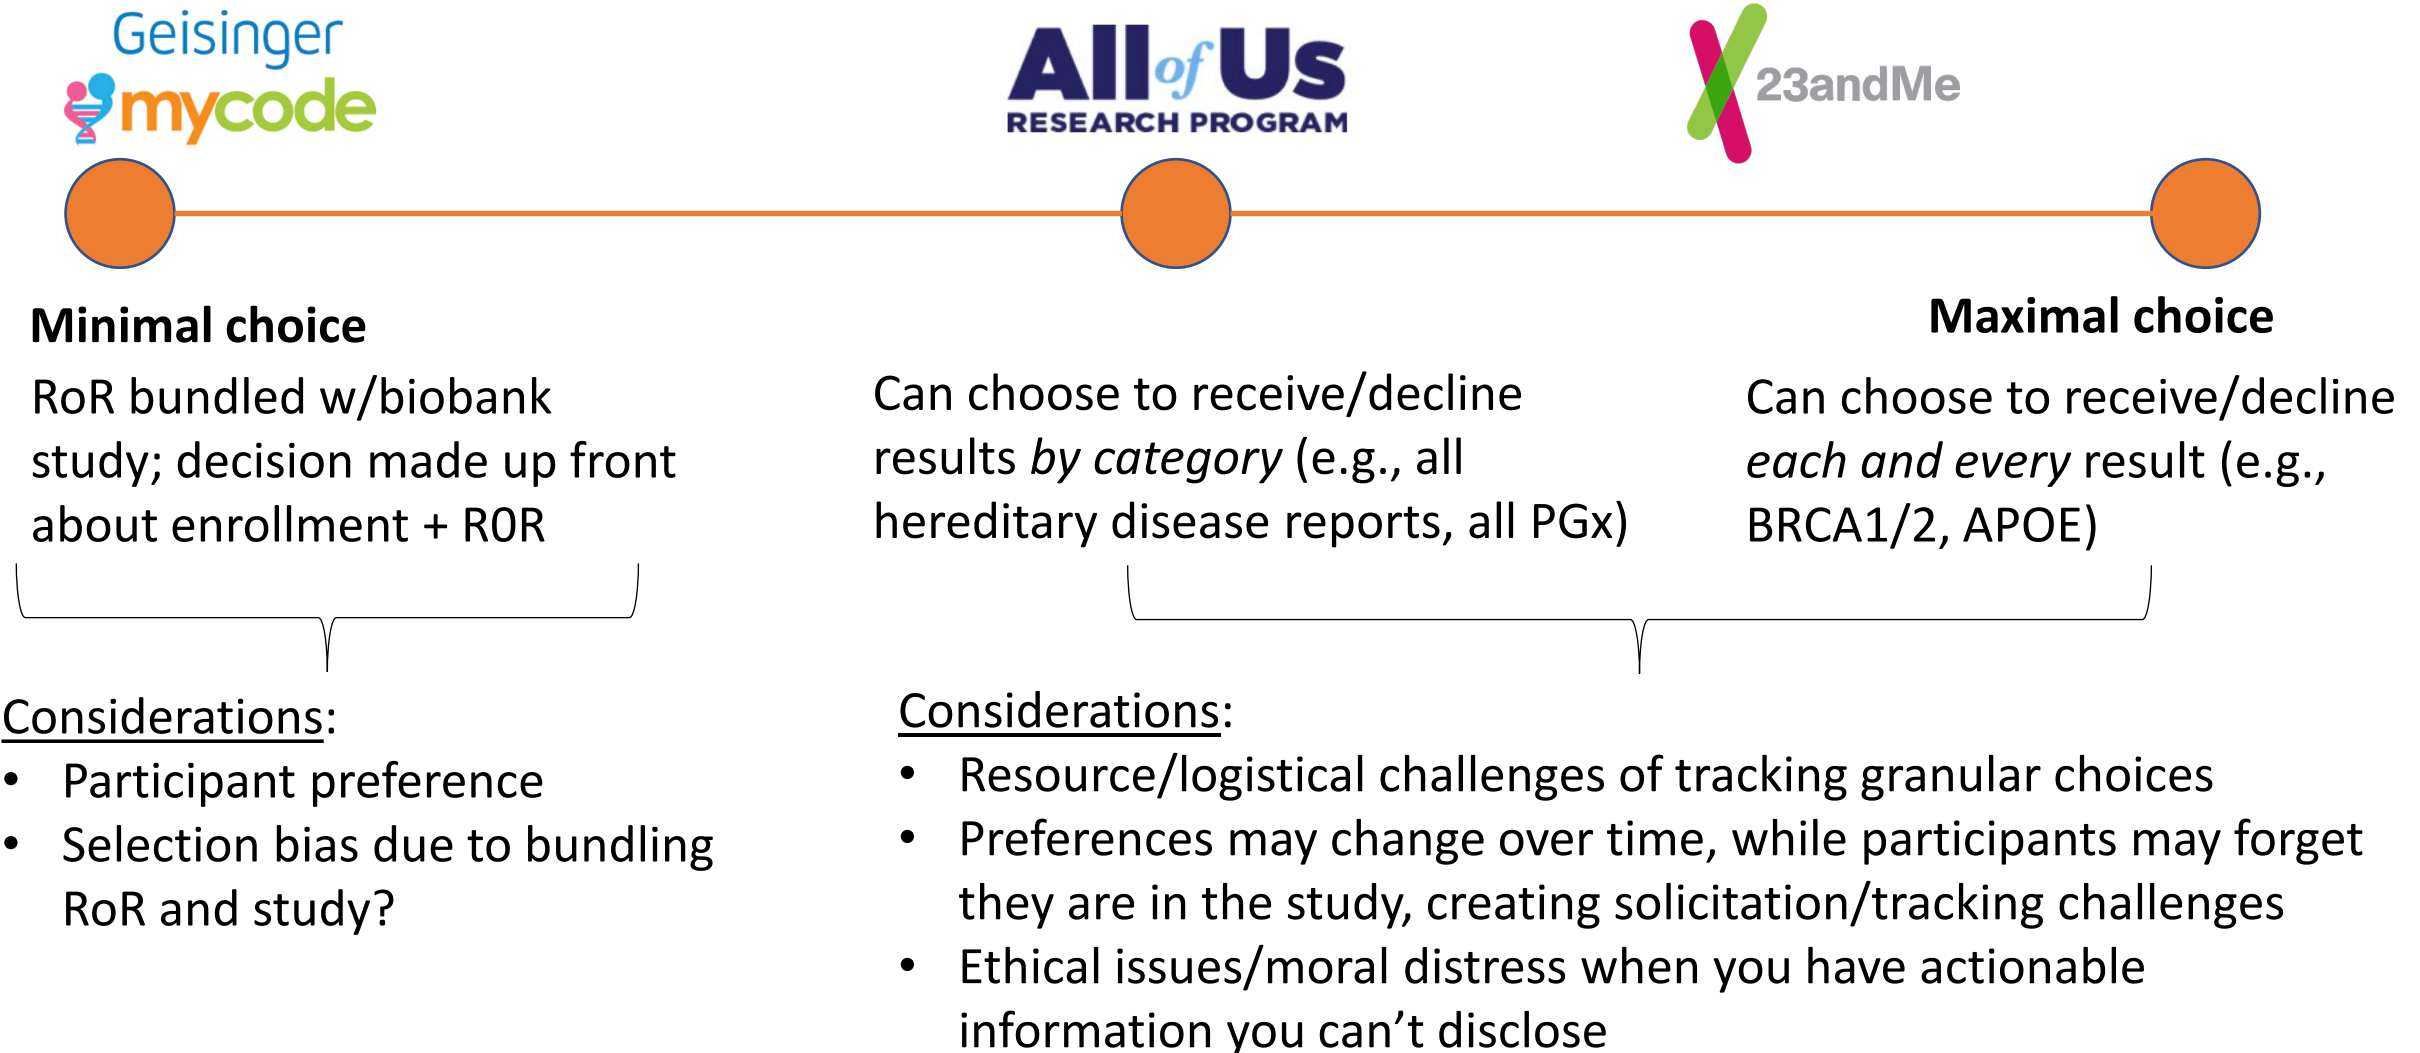 Geisinger
mycode
All of Us
RESEARCH PROGRAM
23andMe
Minimal choice
RoR bundled w/biobank
study; decision made up front
about enrollment + R0R
Can choose to receive/decline
results by category (e.g., all
hereditary disease reports, all PGx)
Maximal choice
Can choose to receive/decline
each and every result (e.g.,
BRCA1/2, APOE)
Considerations:
• Participant preference
• Selection bias due to bundling
RoR and study?
Considerations:
• Resource/logistical challenges of tracking granular choices
• Preferences may change over time, while participants may forget
they are in the study, creating solicitation/tracking challenges
• Ethical issues/moral distress when you have actionable
information you can’t disclose